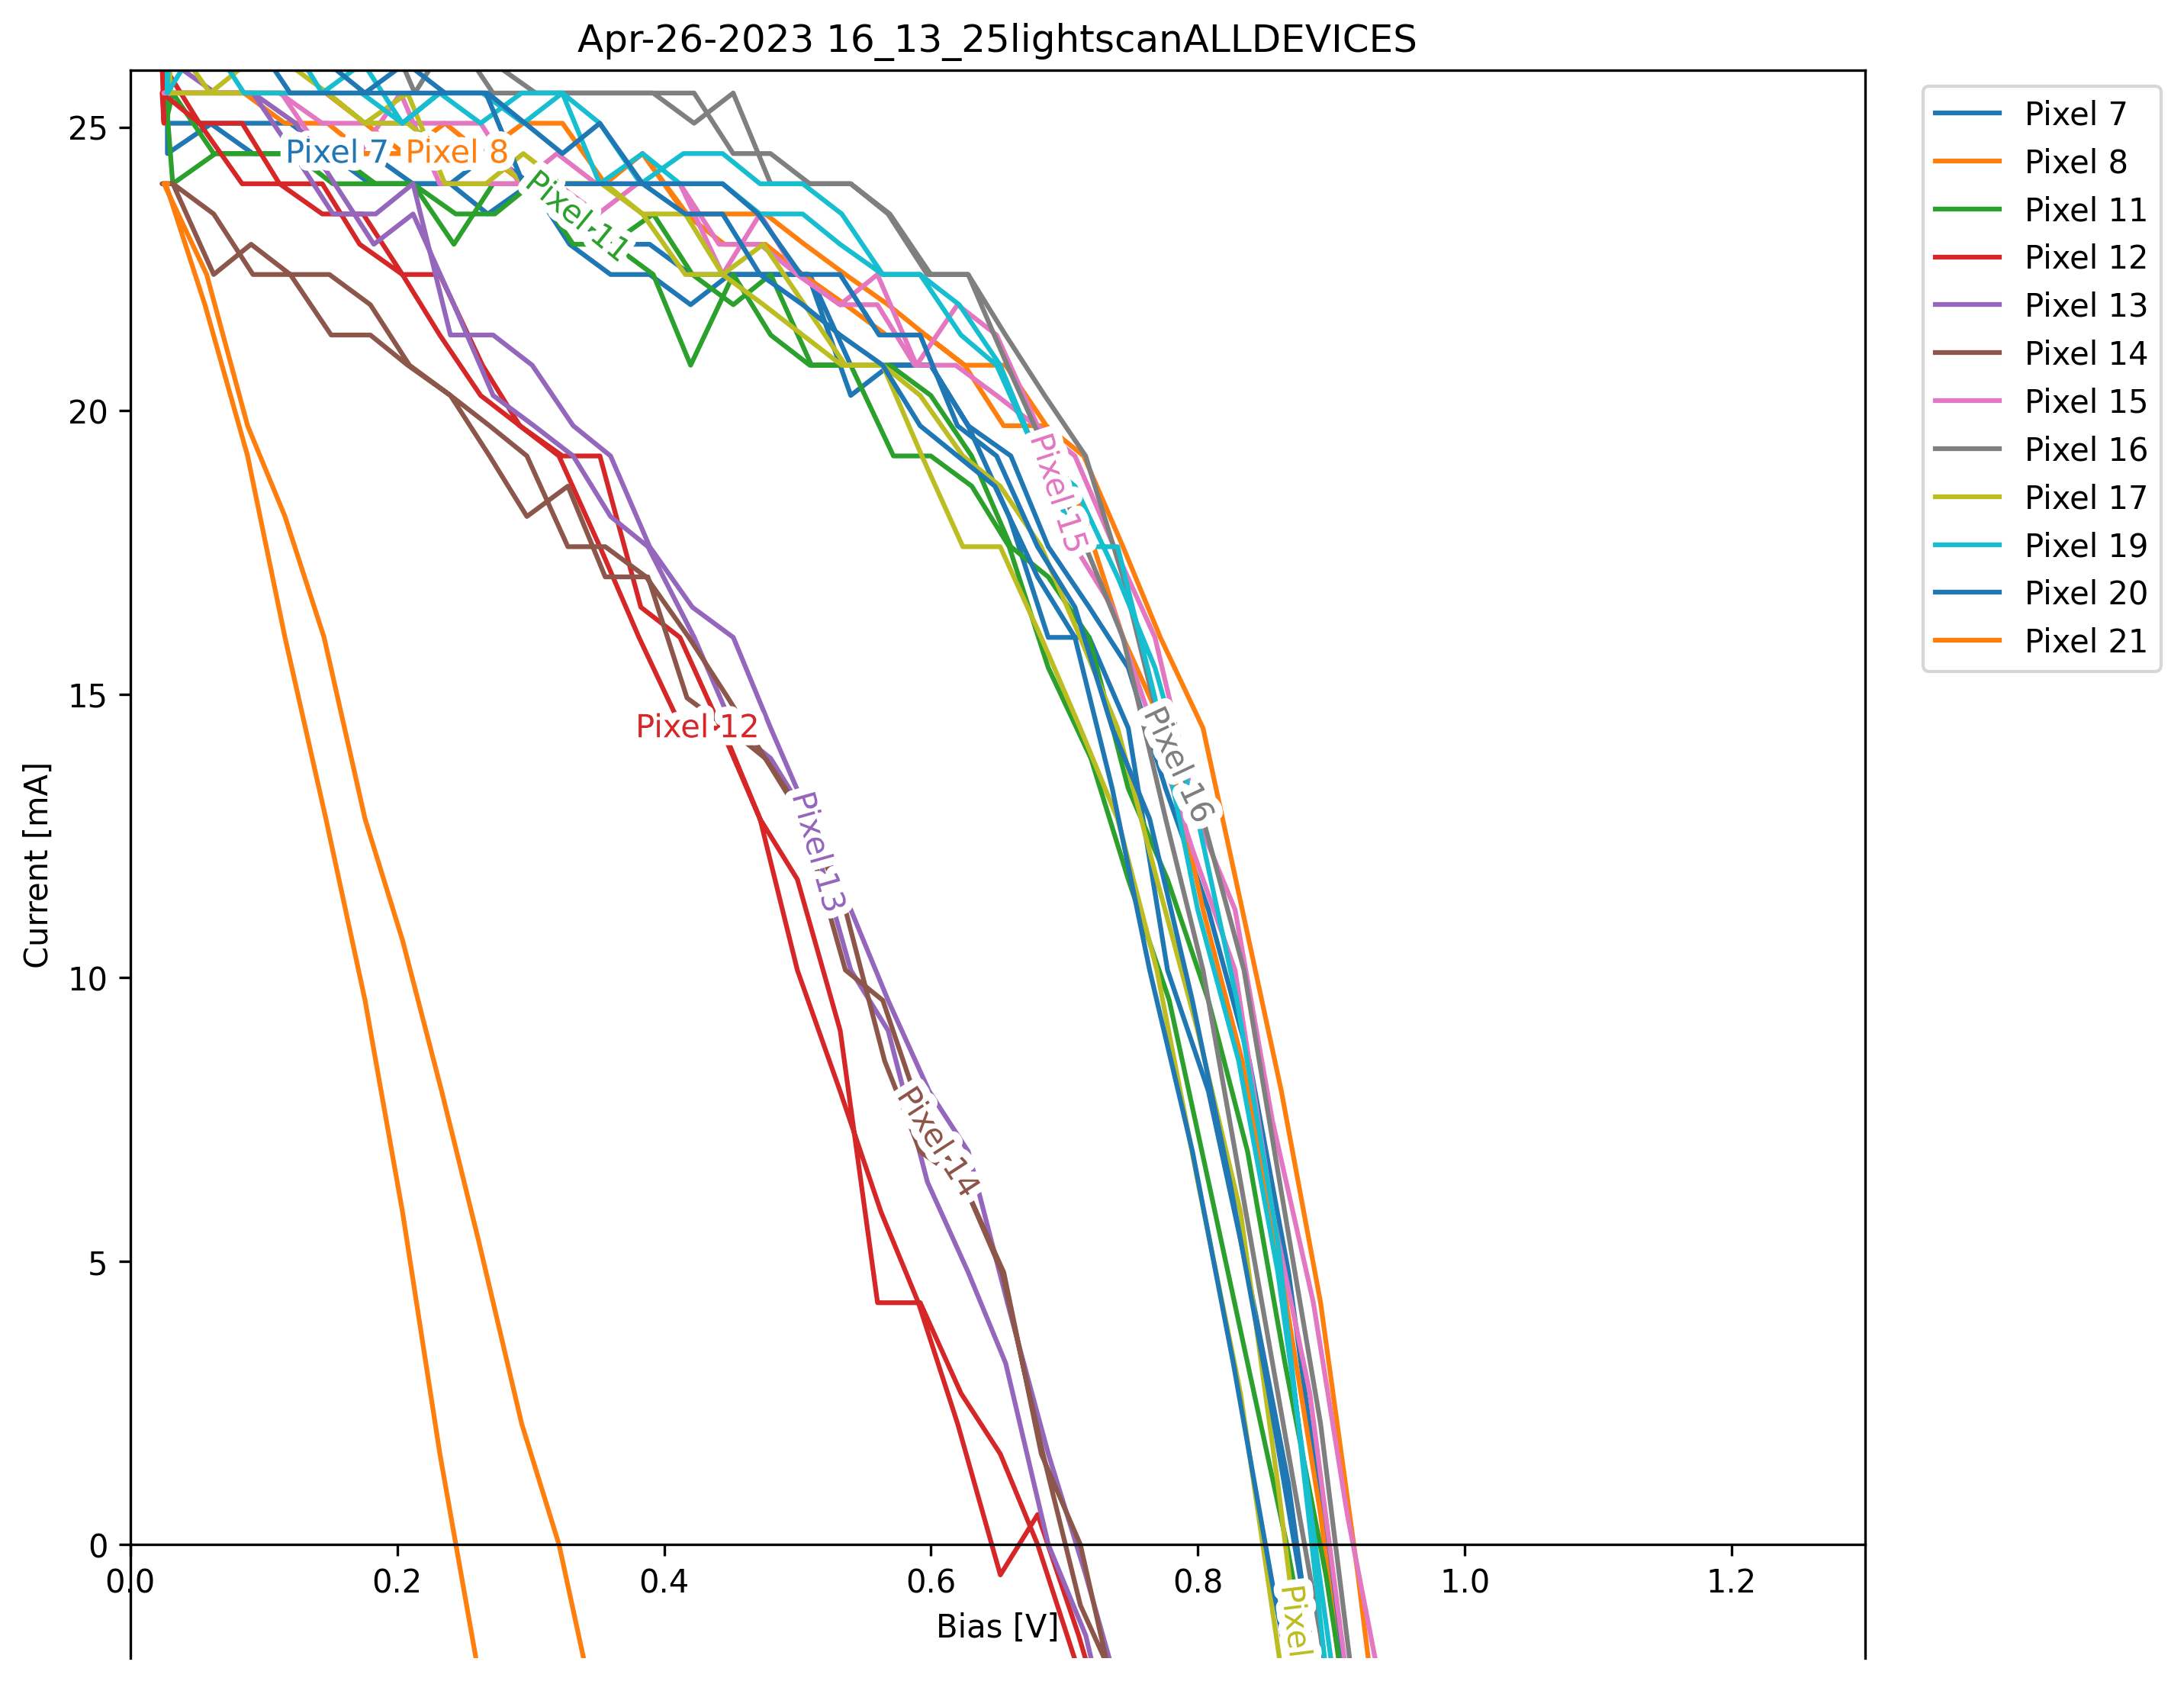 Apr-26-2023 16_13_25lightscanALLDEVICES
Pixel 7
Pixel 8
Pixel 11
Pixel 12
Pixel 13
Pixel 14
Pixel 15
Pixel 16
Pixel 17
Pixel 19
Pixel 20
Pixel 21
25
20
15
10
5
0
Current [mA]
Pixel 7
Pixel 8
Pixel 11
Pixel 15
Pixel 16
Pixel 12
Pixel 13
Pixel 14
Pixel
0.0
0.2
0.4
0.6
0.8
1.0
1.2
Bias [V]